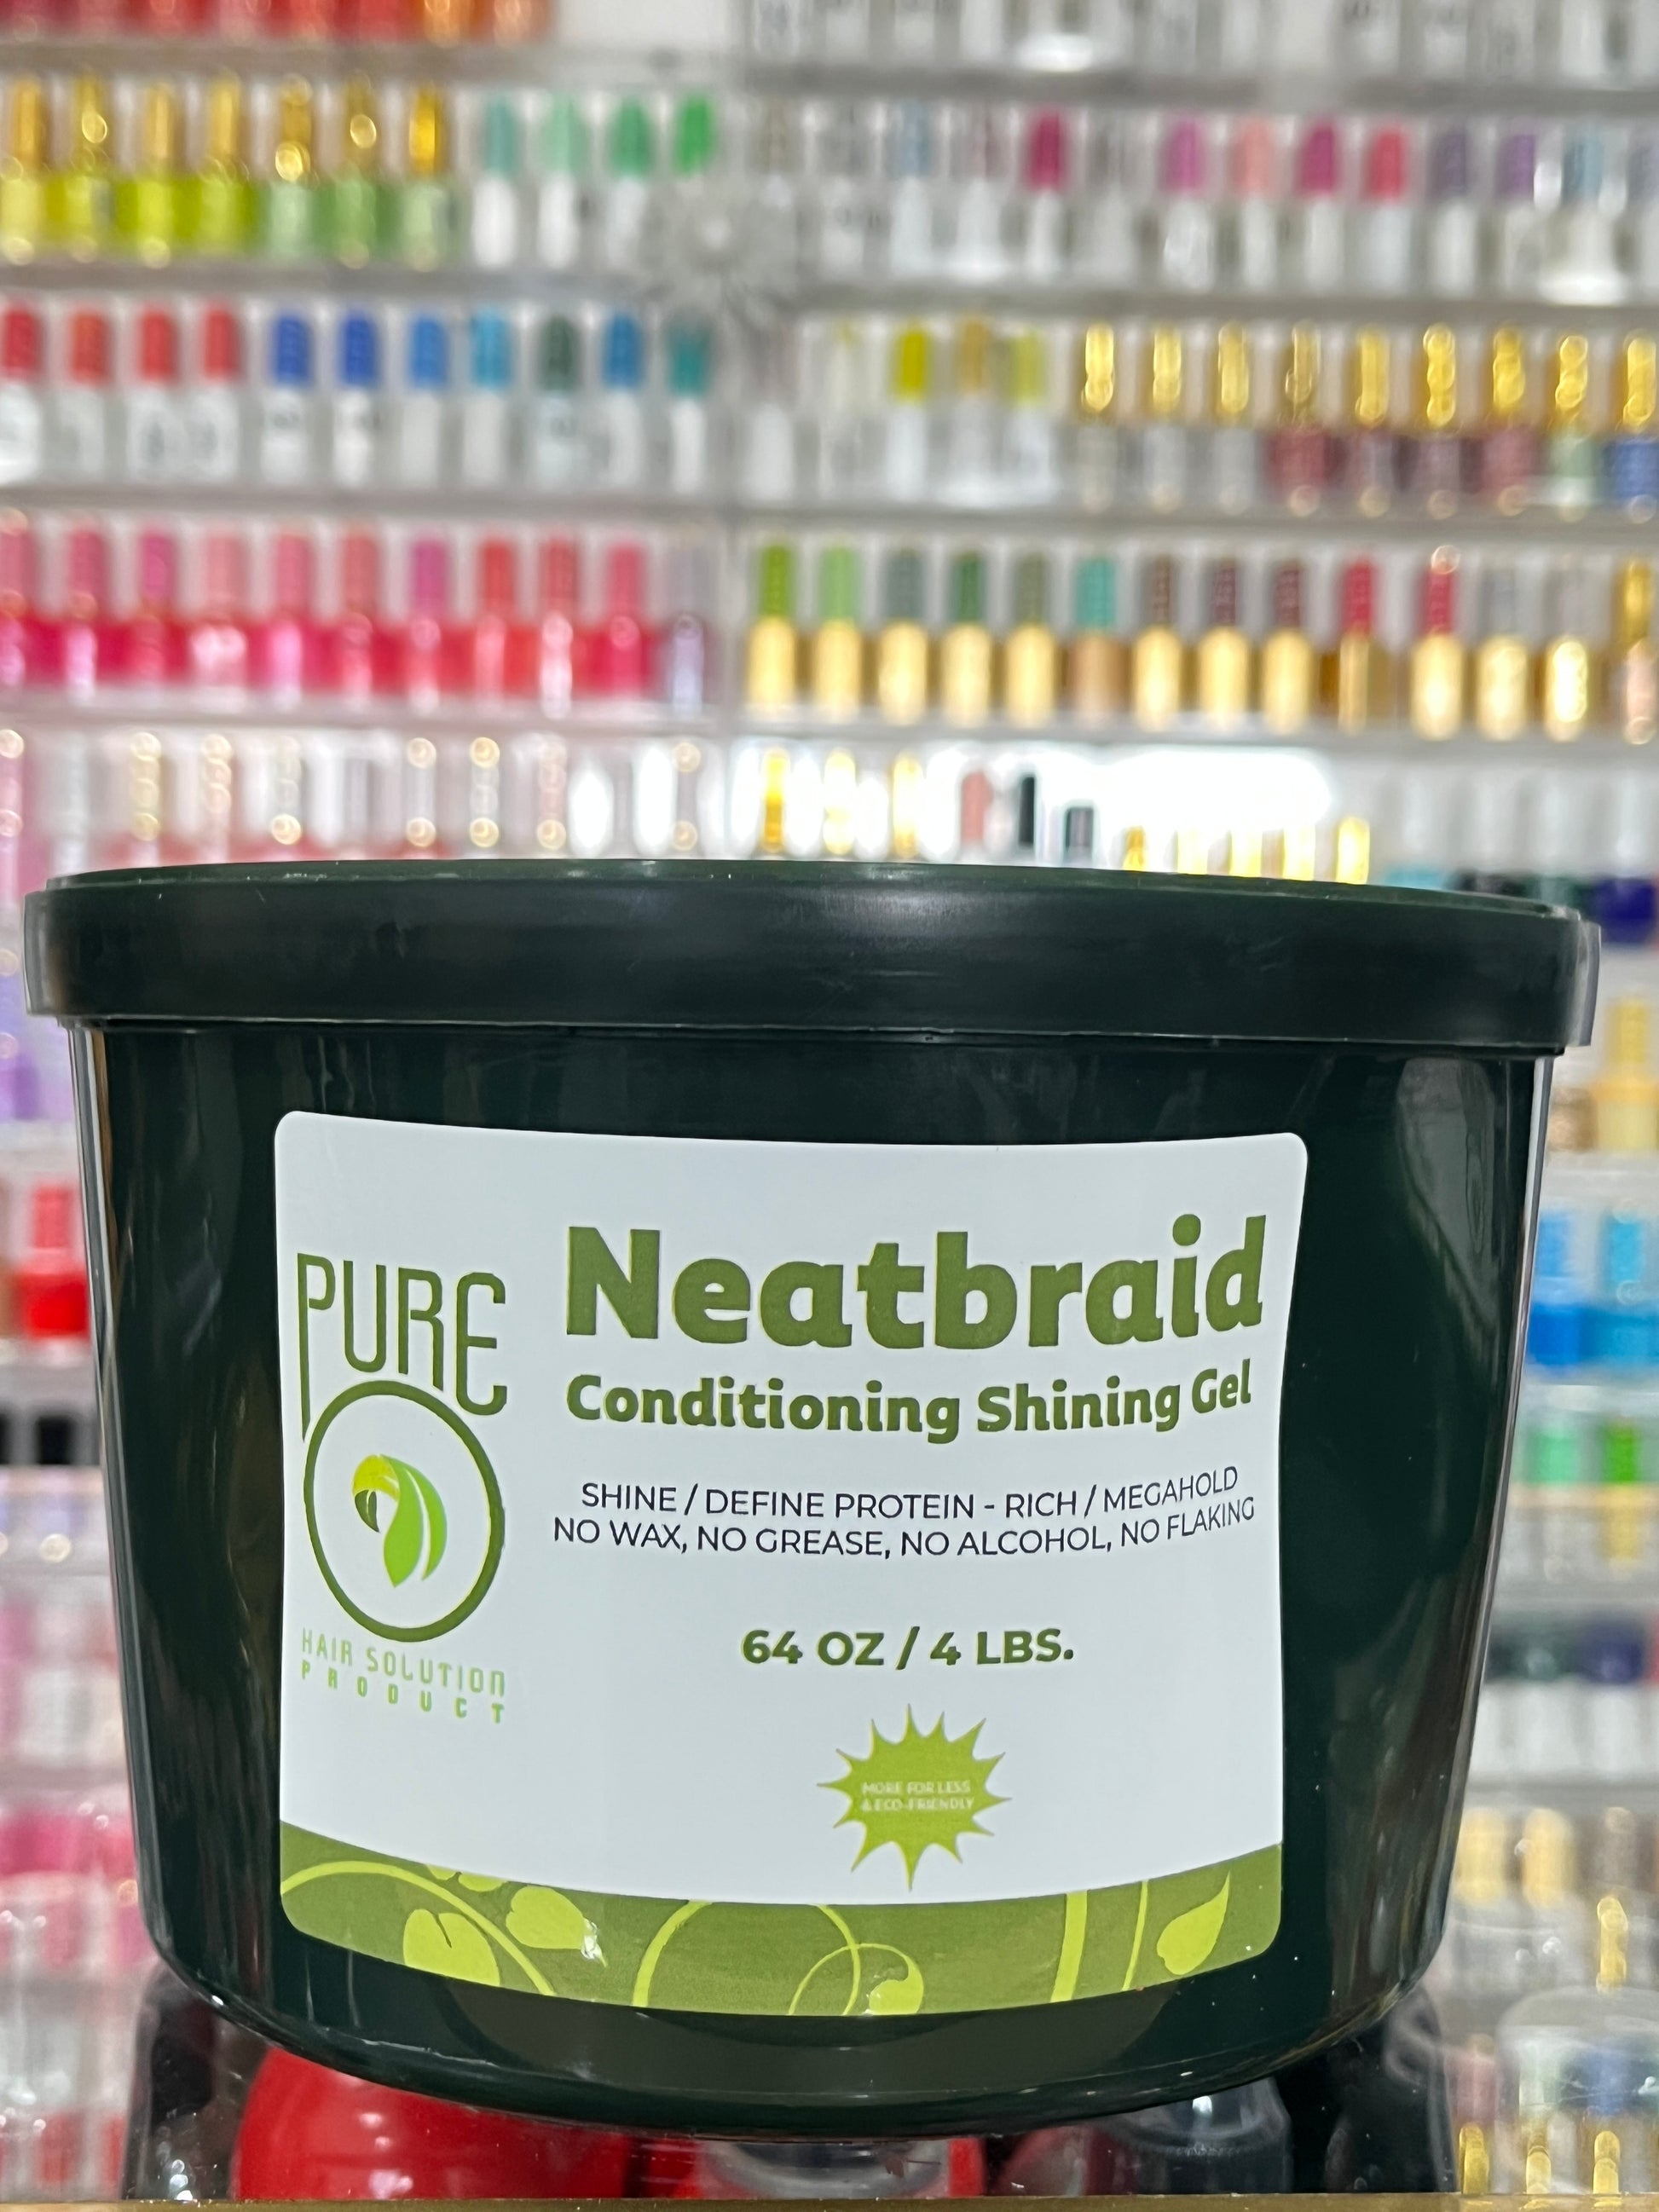 PURE
HAIR SOLUTION
PRODUCT
Neatbraid
Conditioning Shining Gel
SHINE / DEFINE PROTEIN - RICH / MEGAHOLD
NO WAX, NO GREASE, NO ALCOHOL, NO FLAKING
64 OZ / 4 LBS.
MORE FOR LESS
& ECO-FRIENDLY